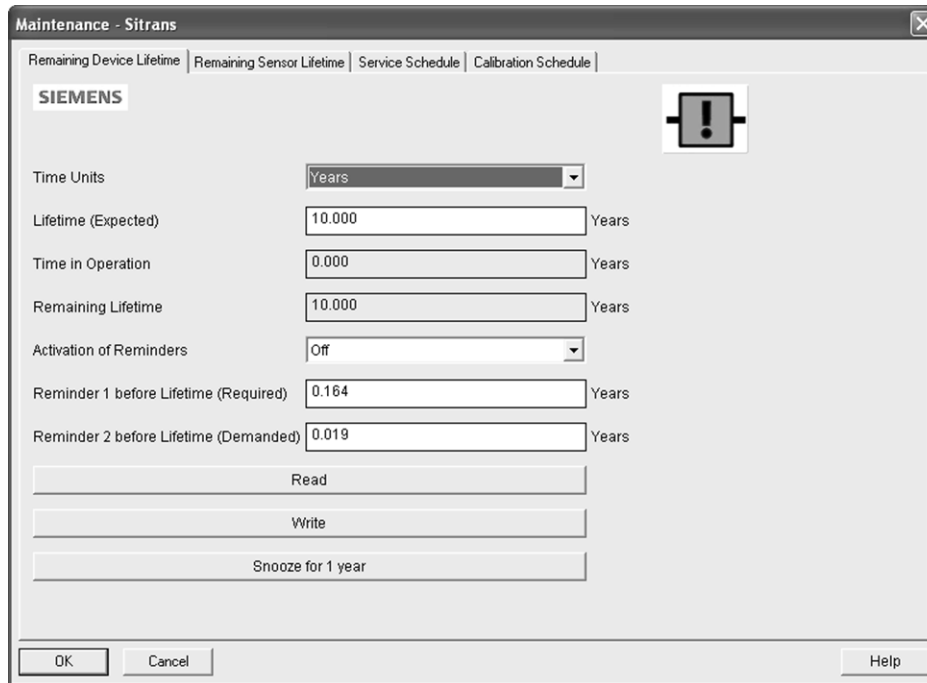 Maintenance - Sitrans
Remaining Device Lifetime Remaining Sensor Lifetime Service Schedule Calibration Schedule
SIEMENS
!
Time Units Years
Lifetime (Expected) 10.000 Years
Time in Operation 0.000 Years
Remaining Lifetime 10.000 Years
Activation of Reminders Off
Reminder 1 before Lifetime (Required) 0.164 Years
Reminder 2 before Lifetime (Demanded) 0.019 Years
Read
Write
Snooze for 1 year
OK Cancel Help